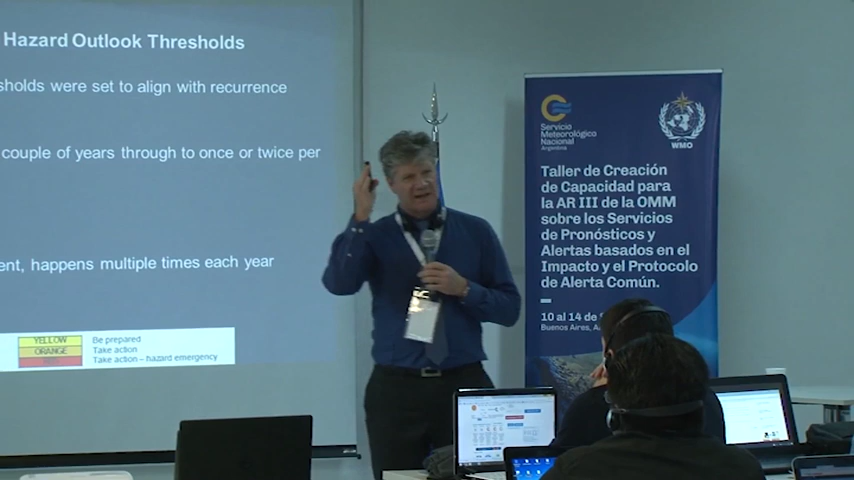 Hazard Outlook Thresholds
sholds were set to align with recurrence
couple of years through to once or twice per
ent, happens multiple times each year
YELLOW Be prepared
ORANGE Take action
RED Take action – hazard emergency
Servicio
Meteorológico
Nacional
Argentina
WMO
Taller de Creación
de Capacidad para
la AR III de la OMM
sobre los Servicios
de Pronósticos y
Alertas basados en el
Impacto y el Protocolo
de Alerta Común.
10 al 14 de
Buenos Aires,